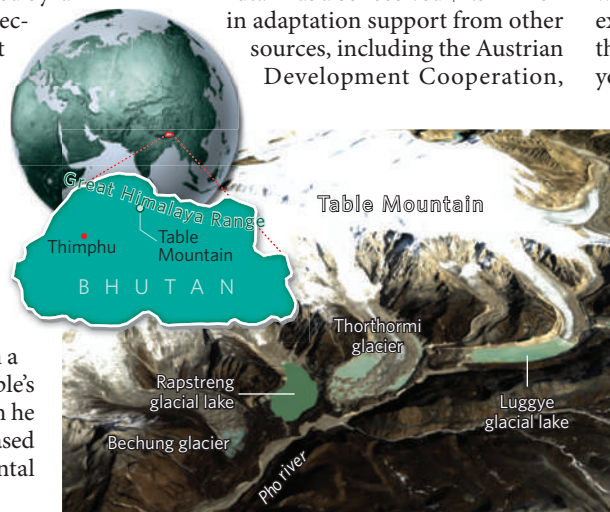 in adaptation support from other
sources, including the Austrian
Development Cooperation,
Great Himalaya Range
Thimphu
Table
Mountain
BHUTAN
Table Mountain
Thorthormi
glacier
Rapstreng
glacial lake
Luggye
glacial lake
Bechung glacier
Pho river